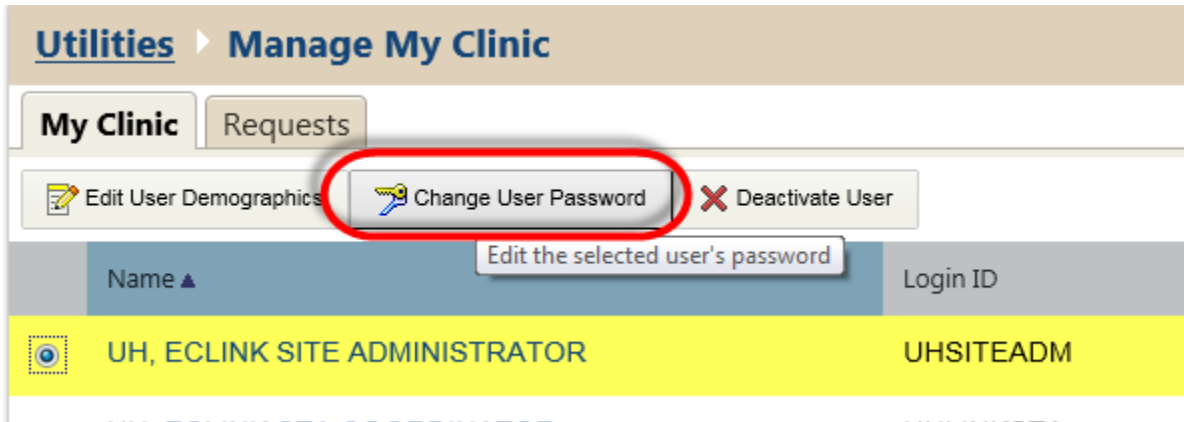 Utilities Manage My Clinic
My Clinic Requests
Edit User Demographics Change User Password Deactivate User
Edit the selected user's password
Name Login ID
UH, ECLINK SITE ADMINISTRATOR UHSITEADM